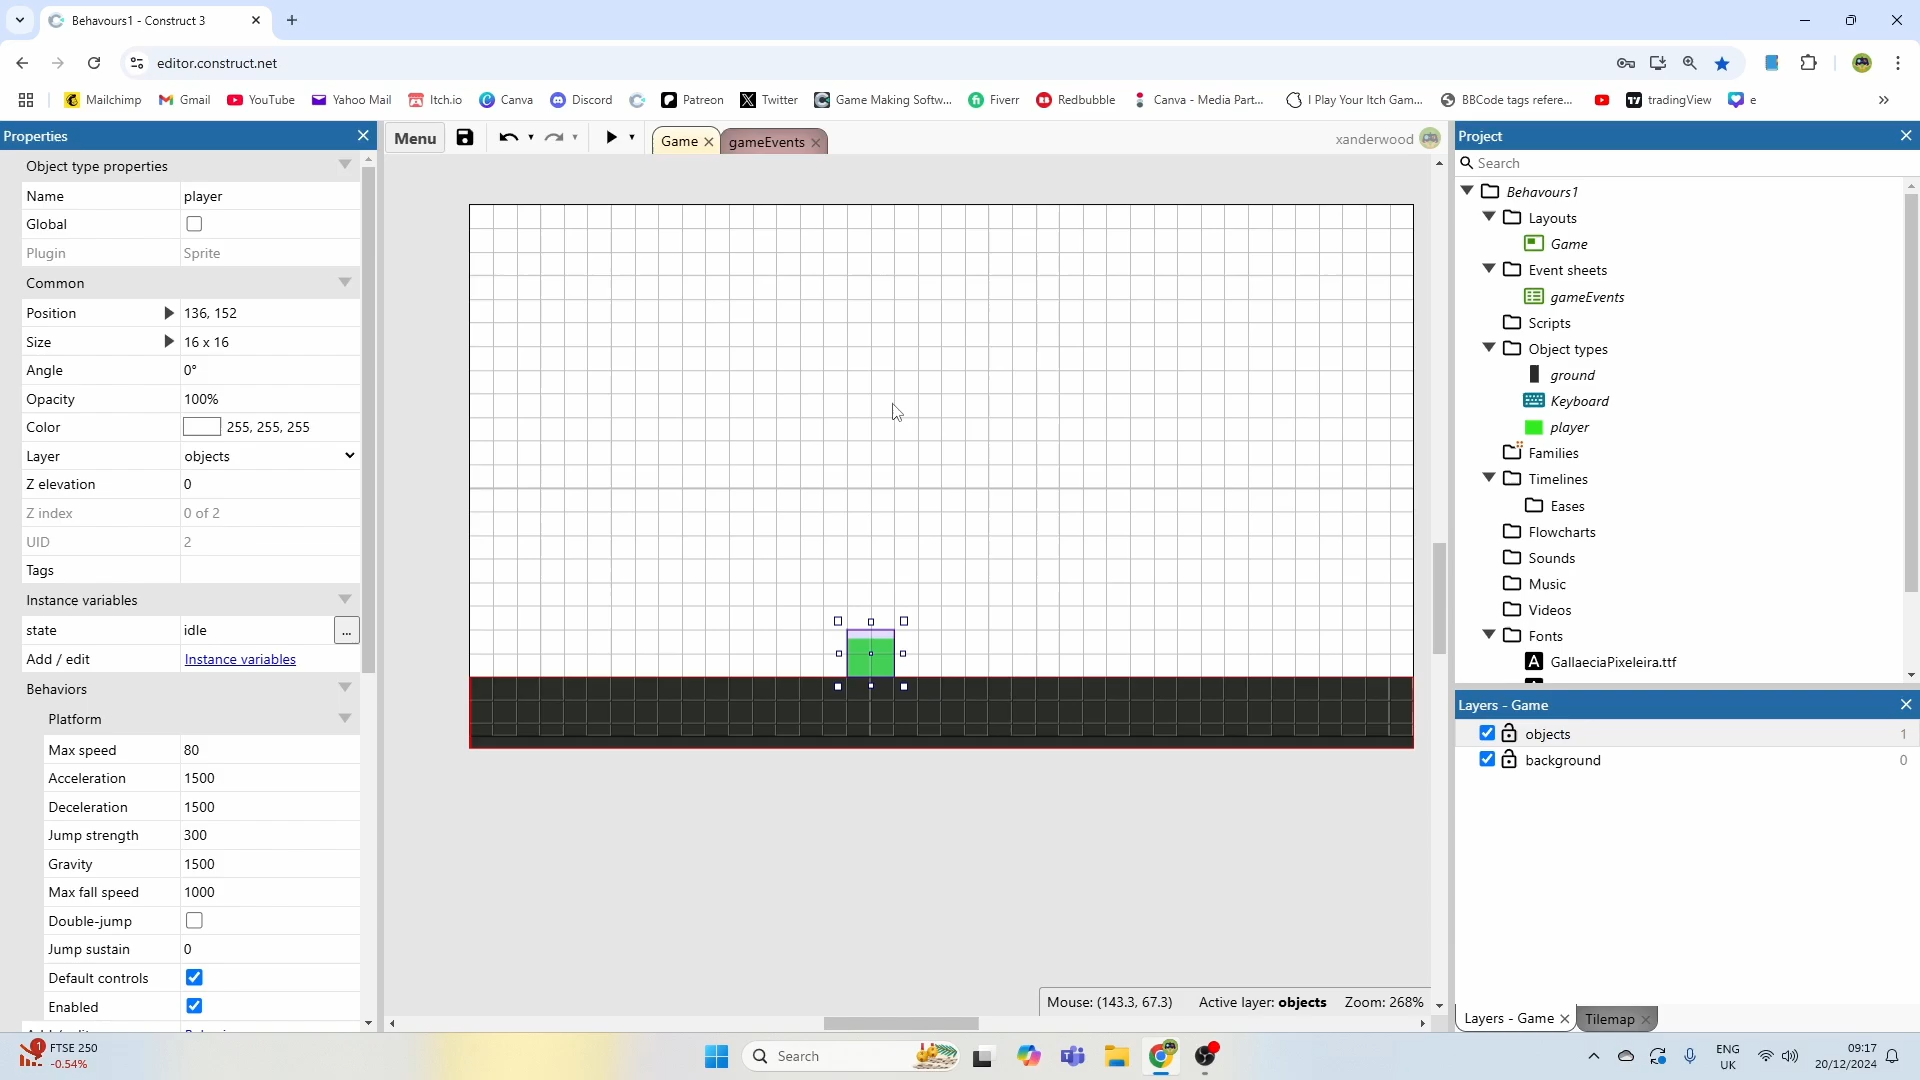 Behavours1 - Construct 3
editor.construct.net
Mailchimp
Gmail
YouTube
Yahoo Mail
Itch.io
Canva
Discord
Patreon
Twitter
Game Making Softw...
Fiverr
Redbubble
Canva - Media Part...
I Play Your Itch Gam...
BBCode tags refere...
tradingView
e
Properties
Menu
Game
gameEvents
xanderwood
Project
Object type properties
Search
Name player
Behavours1
Global
Layouts
Plugin Sprite
Game
Common
Event sheets
Position 136, 152
gameEvents
Size 16 x 16
Scripts
Angle 0°
Object types
Opacity 100%
ground
Color 255, 255, 255
Keyboard
Layer objects
player
Z elevation 0
Families
Z index 0 of 2
Timelines
UID 2
Eases
Tags
Flowcharts
Instance variables
Sounds
state idle ...
Music
Add / edit Instance variables
Videos
Behaviors
Fonts
Platform
GallaeciaPixeleira.ttf
Max speed 80
Layers - Game
Acceleration 1500
objects 1
Deceleration 1500
background 0
Jump strength 300
Gravity 1500
Max fall speed 1000
Double-jump
Jump sustain 0
Default controls
Enabled
Mouse: (143.3, 67.3) Active layer: objects Zoom: 268%
Layers - Game
Tilemap
1
FTSE 250
-0.54%
Search
ENG
UK
09:17
20/12/2024